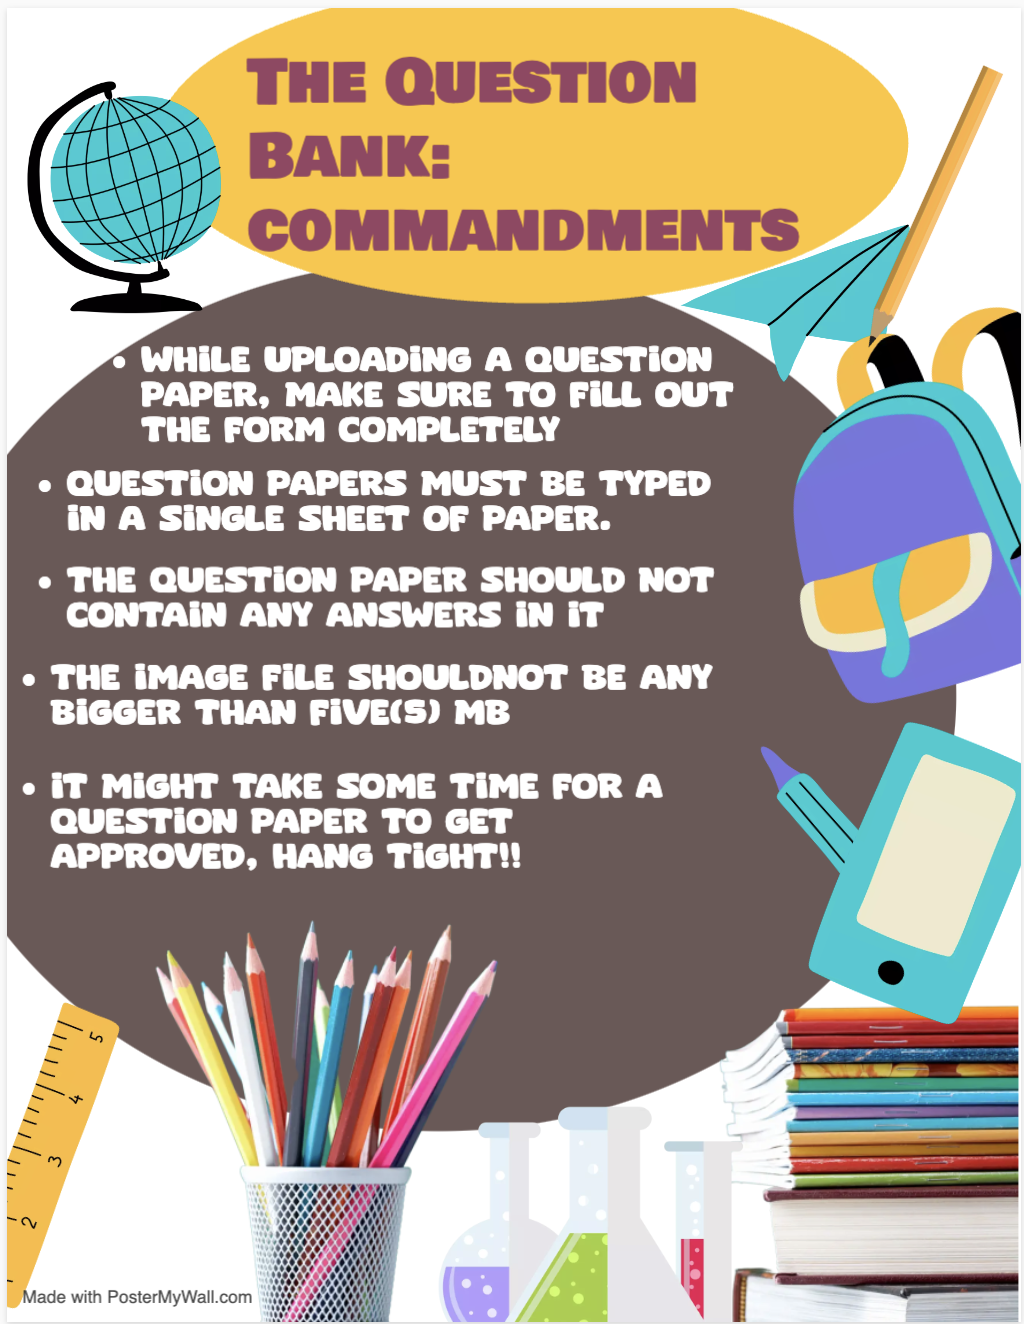 The Question
Bank:
commandments
• WHILE UPLOADING A QUESTION
PAPER, MAKE SURE TO FILL OUT
THE FORM COMPLETELY
• QUESTION PAPERS MUST BE TYPED
IN A SINGLE SHEET OF PAPER.
• THE QUESTION PAPER SHOULD NOT
CONTAIN ANY ANSWERS IN IT
• THE IMAGE FILE SHOULDNOT BE ANY
BIGGER THAN FIVE(5) MB
• IT MIGHT TAKE SOME TIME FOR A
QUESTION PAPER TO GET
APPROVED, HANG TIGHT!!
5
4
3
2
Made with PosterMyWall.com